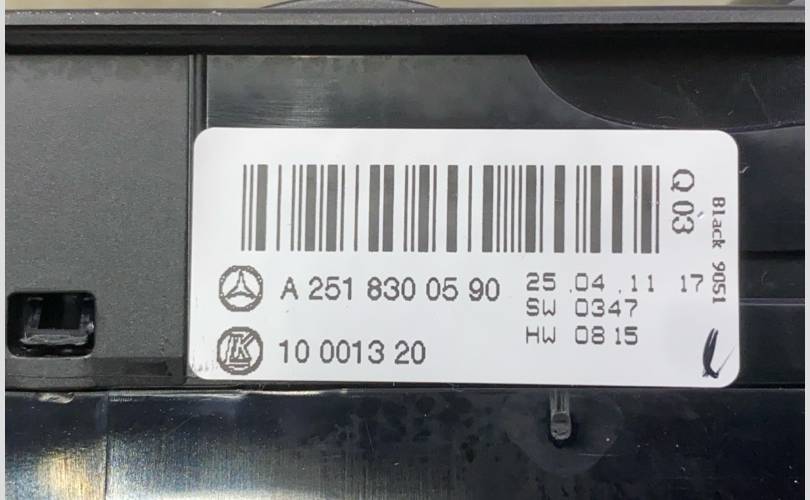 A 251 830 05 90
25 .04 .11 17
SW 0347
HW 08 15
10 0013 20
Q 03
Black 9051